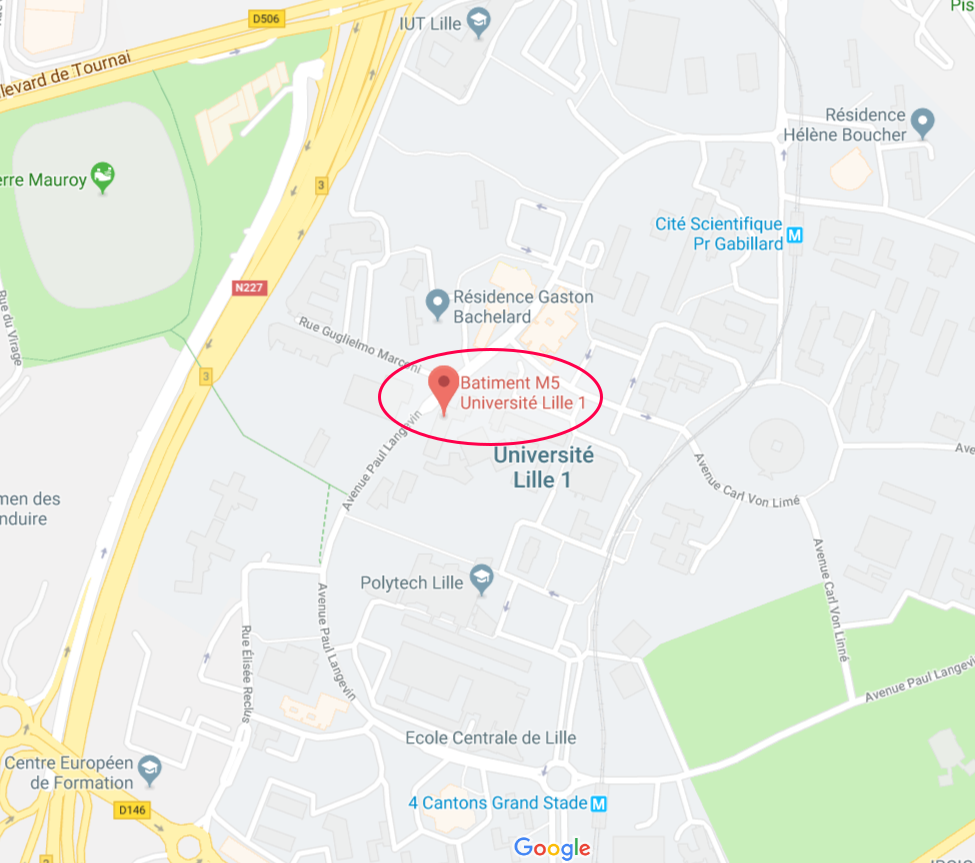 D506
IUT Lille
Boulevard de Tournai
Résidence
Hélène Boucher
3
erre Mauroy
Cité Scientifique
Pr Gabillard
M
N227
Résidence Gaston
Bachelard
Rue du Virage
Rue Guglielmo Marconi
3
Batiment M5
Université Lille 1
Avenue Paul Langevin
Université
Lille 1
Ave
Avenue Carl Von Limé
men des
nduire
Avenue Carl Von Linné
Polytech Lille
Avenue Paul Langevin
Rue Élisée Reclus
Avenue Paul Langevin
Ecole Centrale de Lille
Centre Européen
de Formation
4 Cantons Grand Stade
M
D146
Google